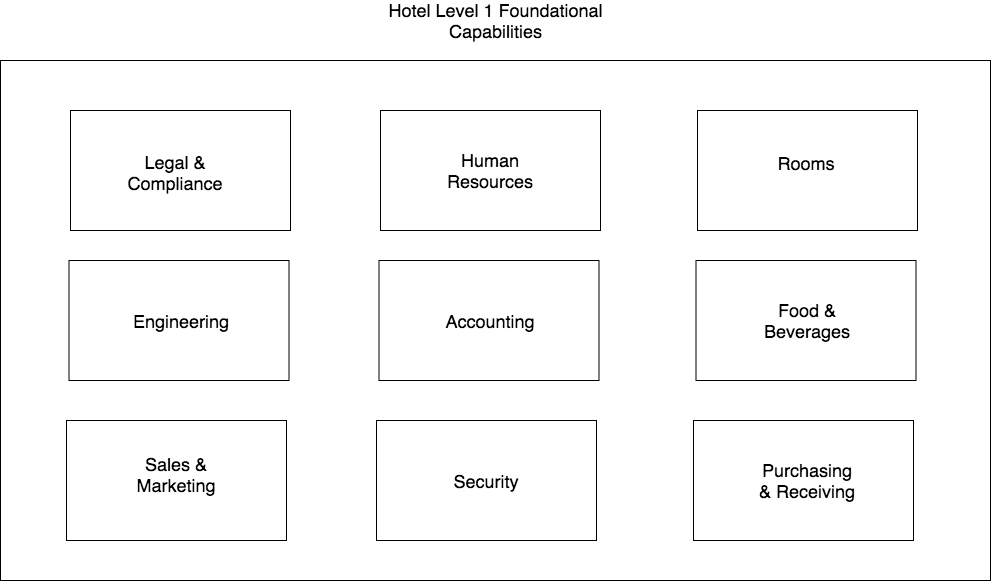 Hotel Level 1 Foundational
Capabilities
Legal &
Compliance
Human
Resources
Rooms
Engineering
Accounting
Food &
Beverages
Sales &
Marketing
Security
Purchasing
& Receiving